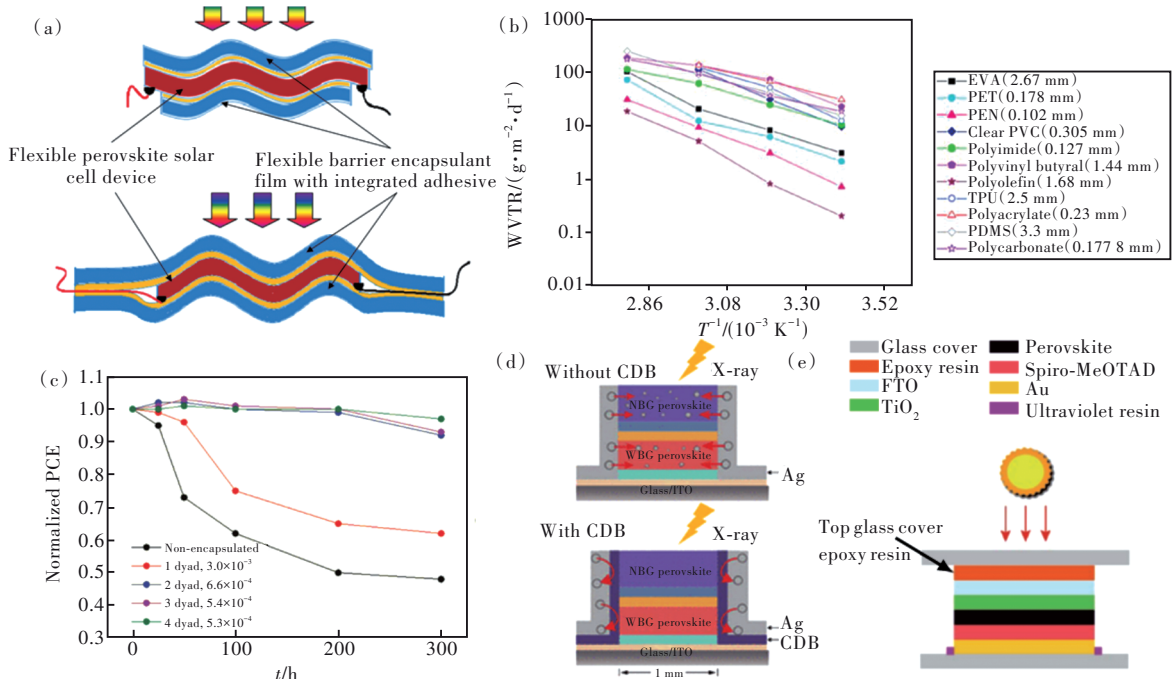 (a)
Flexible perovskite solar
cell device
Flexible barrier encapsulant
film with integrated adhesive
(b)
WVTR/(g·m⁻²·d⁻¹)
1000
100
10
1
0.1
0.01
2.86
3.08
3.30
3.52
T⁻¹/(10⁻³ K⁻¹)
EVA(2.67 mm)
PET(0.178 mm)
PEN(0.102 mm)
Clear PVC(0.305 mm)
Polyimide(0.127 mm)
Polyvinyl butyral(1.44 mm)
Polyolefin(1.68 mm)
TPU(2.5 mm)
Polyacrylate(0.23 mm)
PDMS(3.3 mm)
Polycarbonate(0.177 8 mm)
(c)
Normalized PCE
1.1
1.0
0.9
0.8
0.7
0.6
0.5
0.4
0.3
Non-encapsulated
1 dyad, 3.0×10⁻³
2 dyad, 6.6×10⁻⁴
3 dyad, 5.4×10⁻⁴
4 dyad, 5.3×10⁻⁴
0
100
200
300
t/h
(d)
Without CDB
X-ray
NBG perovskite
WBG perovskite
Ag
Glass/ITO
With CDB
X-ray
NBG perovskite
WBG perovskite
Ag
CDB
Glass/ITO
1 mm
(e)
Glass cover
Epoxy resin
FTO
TiO₂
Perovskite
Spiro-MeOTAD
Au
Ultraviolet resin
Top glass cover
epoxy resin